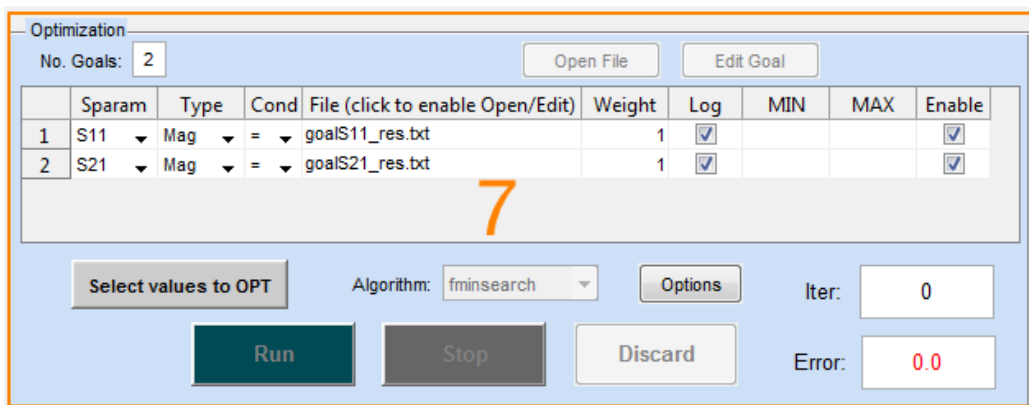 Optimization
No. Goals: 2 Open File Edit Goal
Sparam Type Cond File (click to enable Open/Edit) Weight Log MIN MAX Enable
1 S11 Mag = goalS11_res.txt 1
2 S21 Mag = goalS21_res.txt 1
7
Select values to OPT Algorithm: fminsearch Options Iter: 0
Run Stop Discard Error: 0.0